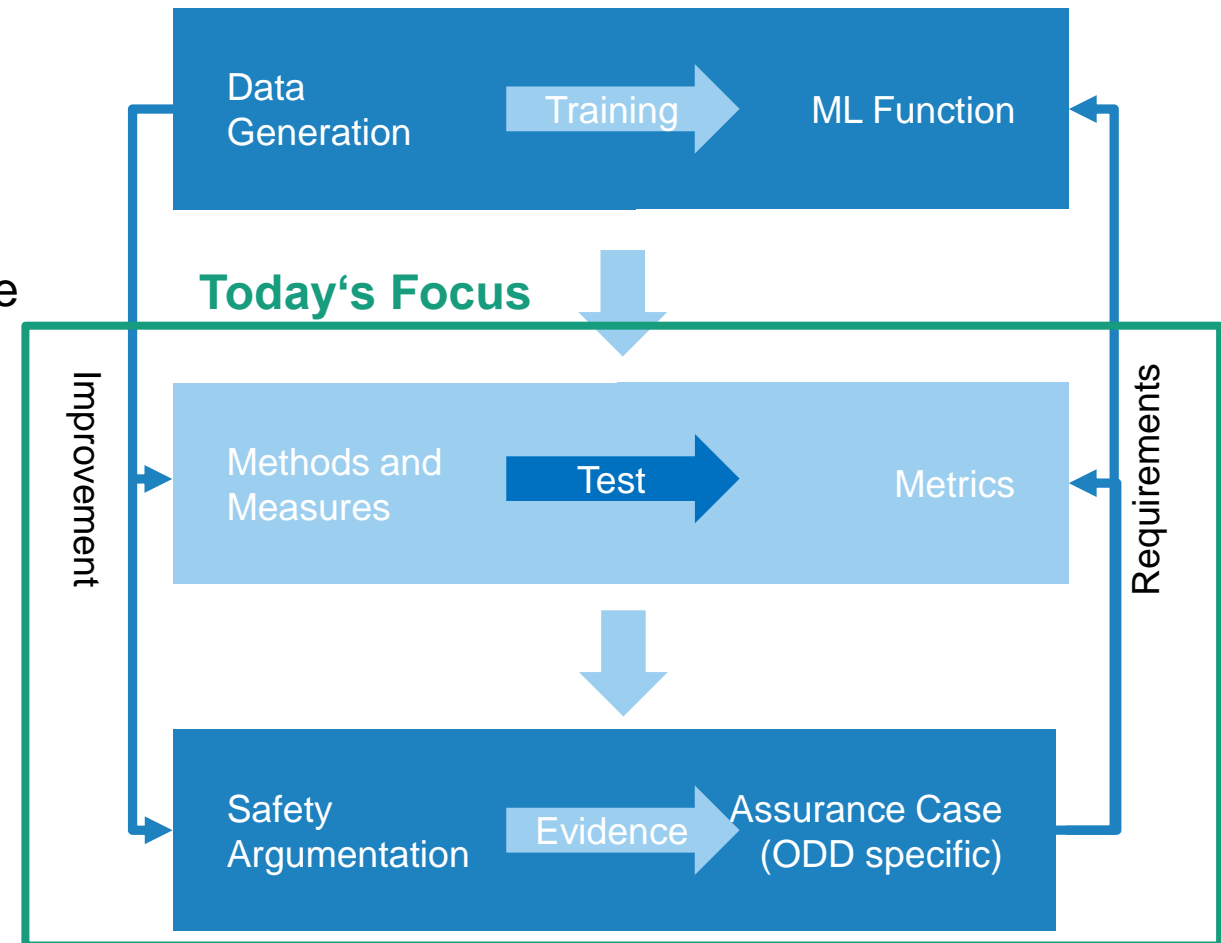 Data
Generation
Training
ML Function
e
Today‘s Focus
Improvement
Requirements
Methods and
Measures
Test
Metrics
Safety
Argumentation
Evidence
Assurance Case
(ODD specific)